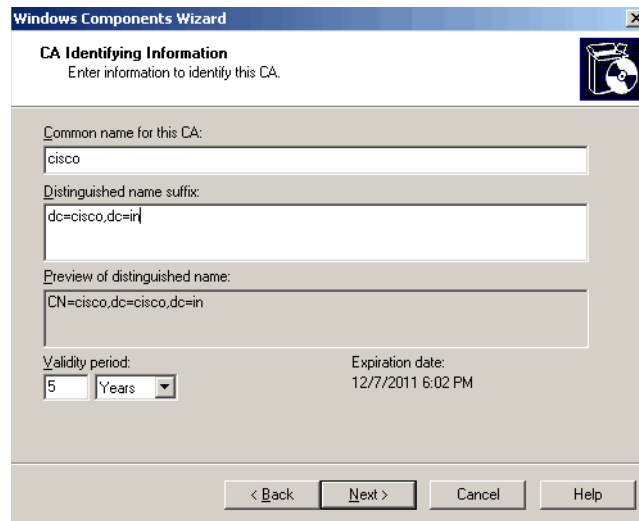 Windows Components Wizard
CA Identifying Information
Enter information to identify this CA.
Common name for this CA:
cisco
Distinguished name suffix:
dc=cisco,dc=in
Preview of distinguished name:
CN=cisco,dc=cisco,dc=in
Validity period:
Expiration date:
5 Years
12/7/2011 6:02 PM
< Back
Next >
Cancel
Help